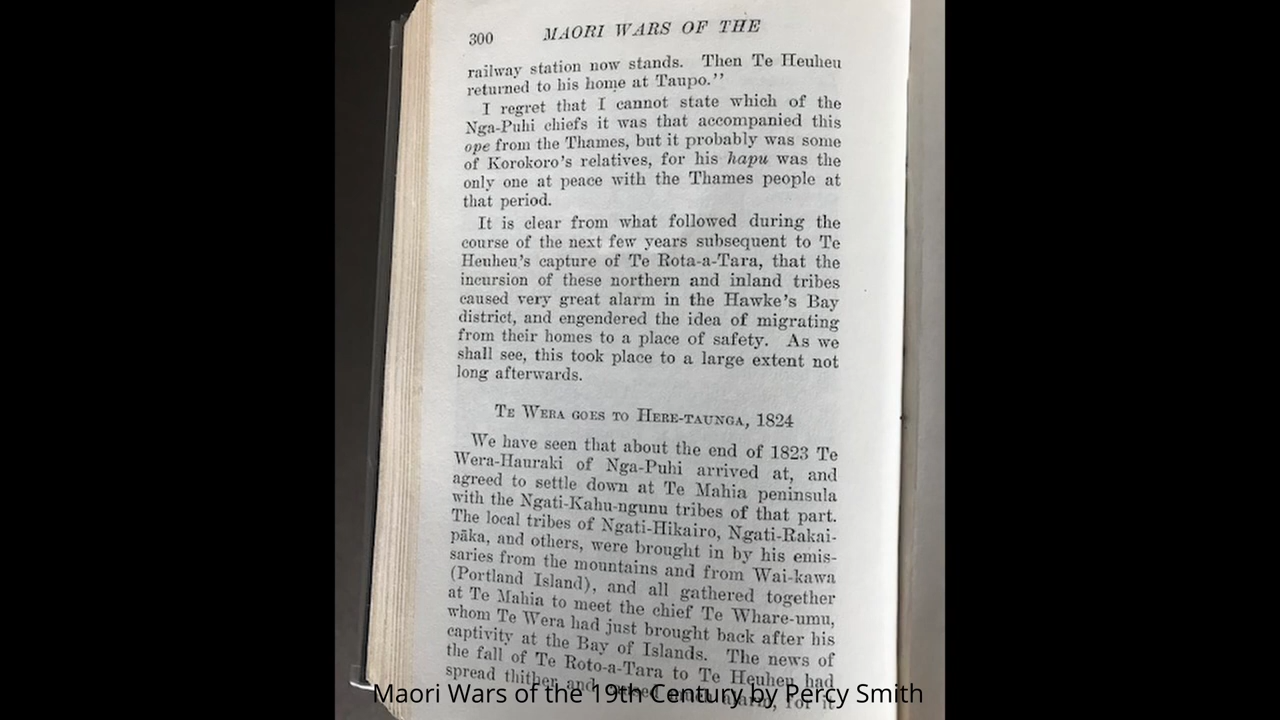 300 MAORI WARS OF THE
railway station now stands. Then Te Heuheu
returned to his home at Taupo.”
I regret that I cannot state which of the
Nga-Puhi chiefs it was that accompanied this
ope from the Thames, but it probably was some
of Korokoro’s relatives, for his hapu was the
only one at peace with the Thames people at
that period.
It is clear from what followed during the
course of the next few years subsequent to Te
Heuheu’s capture of Te Rota-a-Tara, that the
incursion of these northern and inland tribes
caused very great alarm in the Hawke’s Bay
district, and engendered the idea of migrating
from their homes to a place of safety. As we
shall see, this took place to a large extent not
long afterwards.
TE WERA GOES TO HERE-TAUNGA, 1824
We have seen that about the end of 1823 Te
Wera-Hauraki of Nga-Puhi arrived at, and
agreed to settle down at Te Mahia peninsula
with the Ngati-Kahu-ngunu tribes of that part.
The local tribes of Ngati-Hikairo, Ngati-Rakai-
pāka, and others, were brought in by his emis-
saries from the mountains and from Wai-kawa
(Portland Island), and all gathered together
at Te Mahia to meet the chief Te Whare-umu,
whom Te Wera had just brought back after his
captivity at the Bay of Islands. The news of
the fall of Te Roto-a-Tara to Te Heuheu had
spread thither and alarm, for it
Maori Wars of the 19th Century by Percy Smith